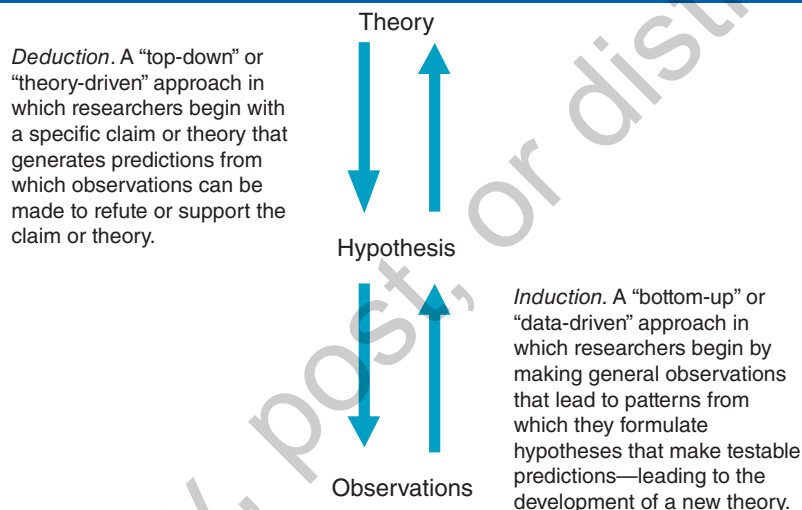 Theory
Deduction. A “top-down” or
“theory-driven” approach in
which researchers begin with
a specific claim or theory that
generates predictions from
which observations can be
made to refute or support the
claim or theory.
Hypothesis
Induction. A “bottom-up” or
“data-driven” approach in
which researchers begin by
making general observations
that lead to patterns from
which they formulate
hypotheses that make testable
predictions—leading to the
development of a new theory.
Observations
post, or